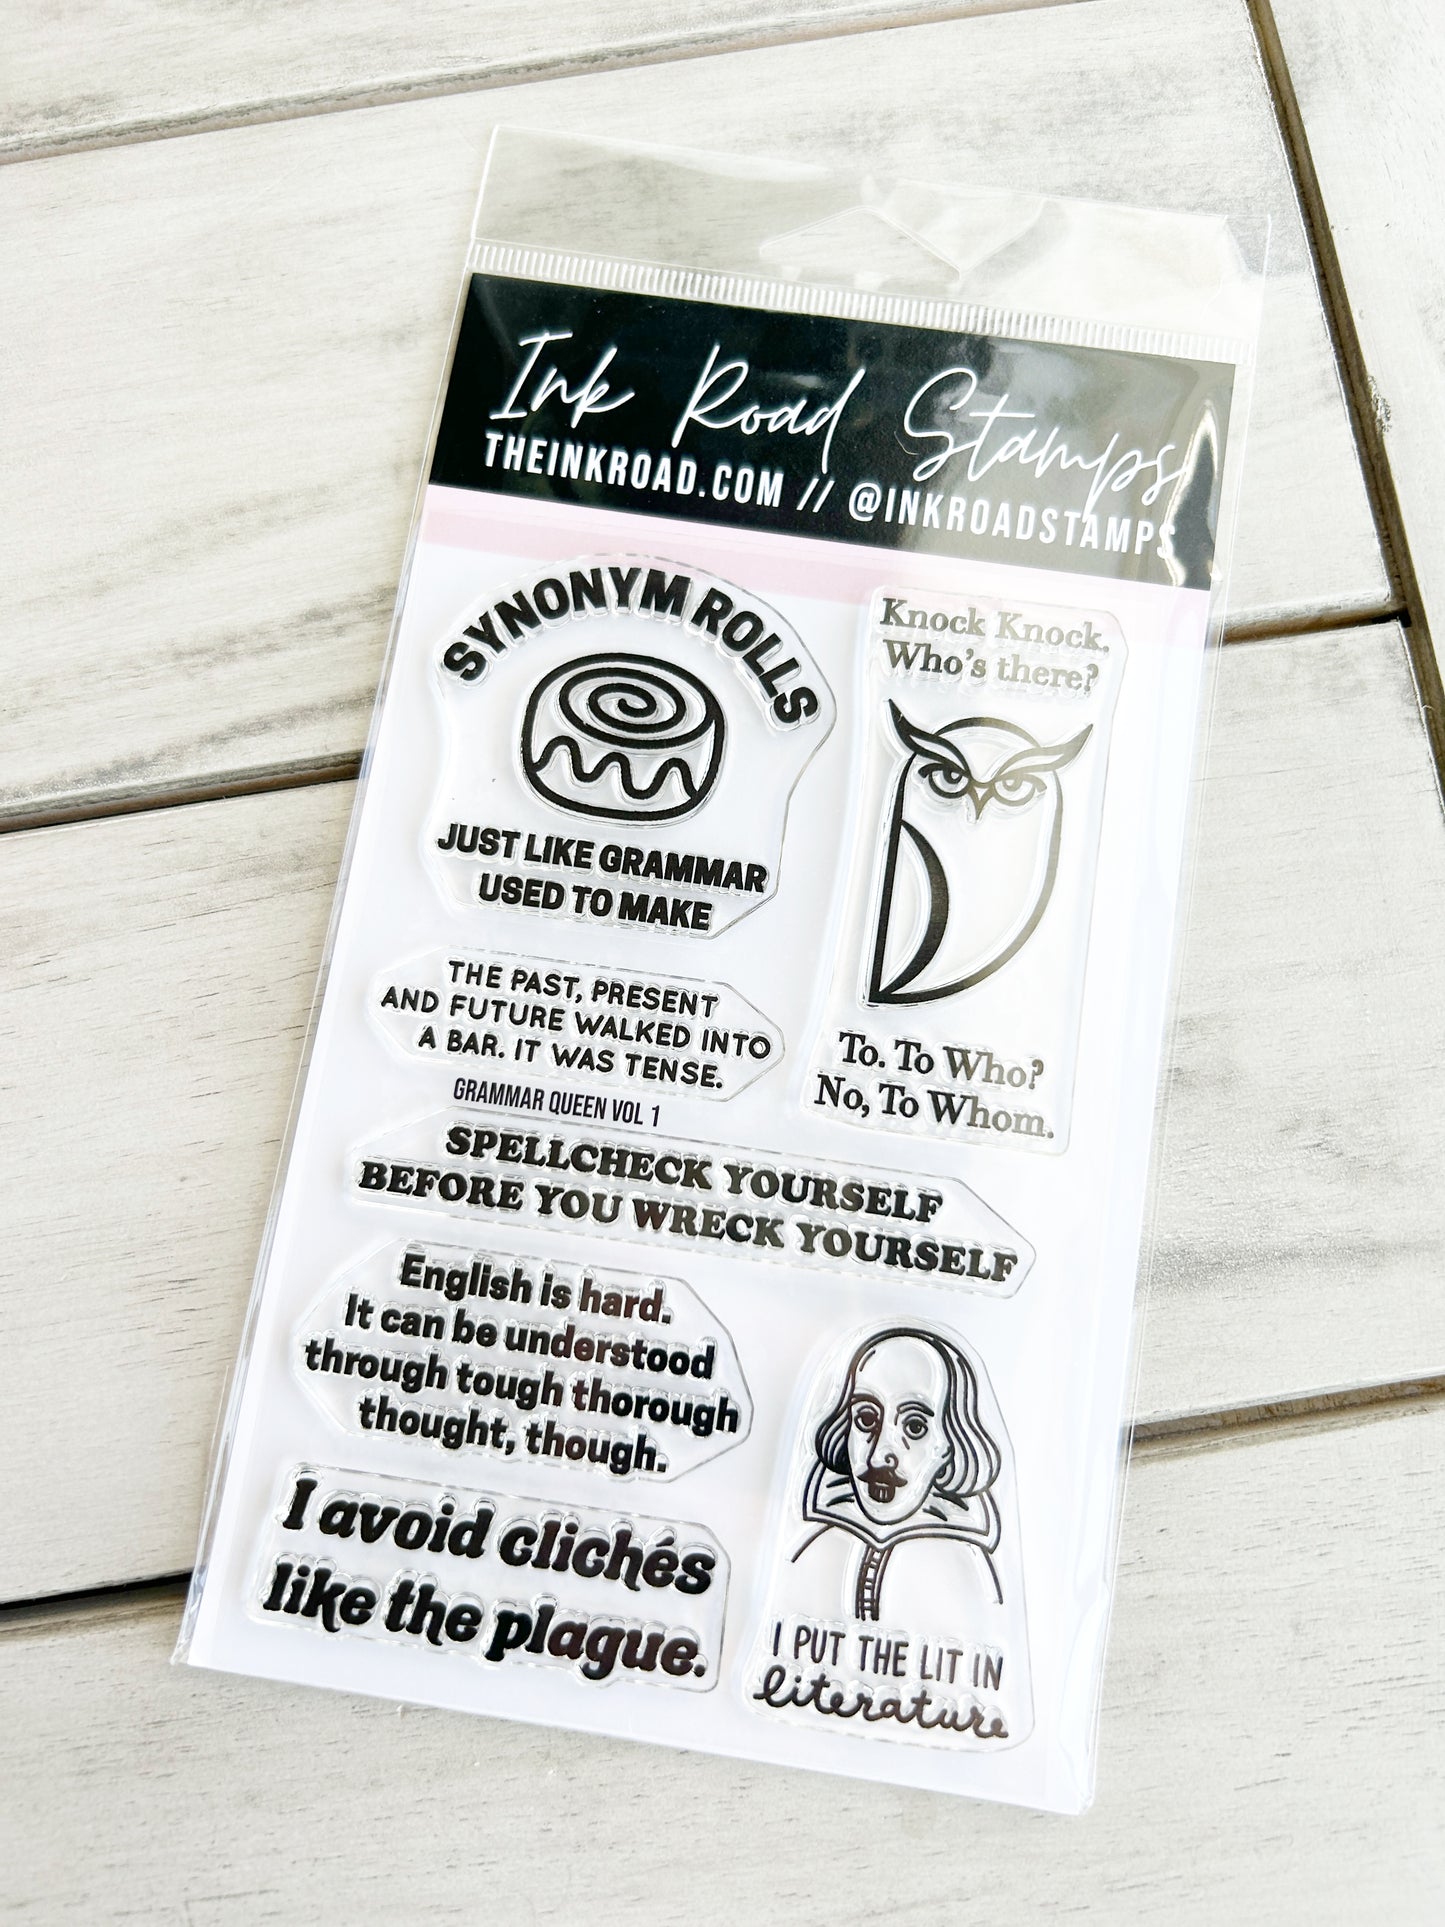 Ink Road Stamps
THEINKROAD.COM // @INKROADSTAMPS
SYNONYM ROLLS
JUST LIKE GRAMMAR
USED TO MAKE
Knock Knock.
Who's there?
To. To Who?
No, To Whom.
THE PAST, PRESENT
AND FUTURE WALKED INTO
A BAR. IT WAS TENSE.
GRAMMAR QUEEN VOL 1
SPELLCHECK YOURSELF
BEFORE YOU WRECK YOURSELF
English is hard.
It can be understood
through tough thorough
thought, though.
I avoid clichés
like the plague.
I PUT THE LIT IN
literature